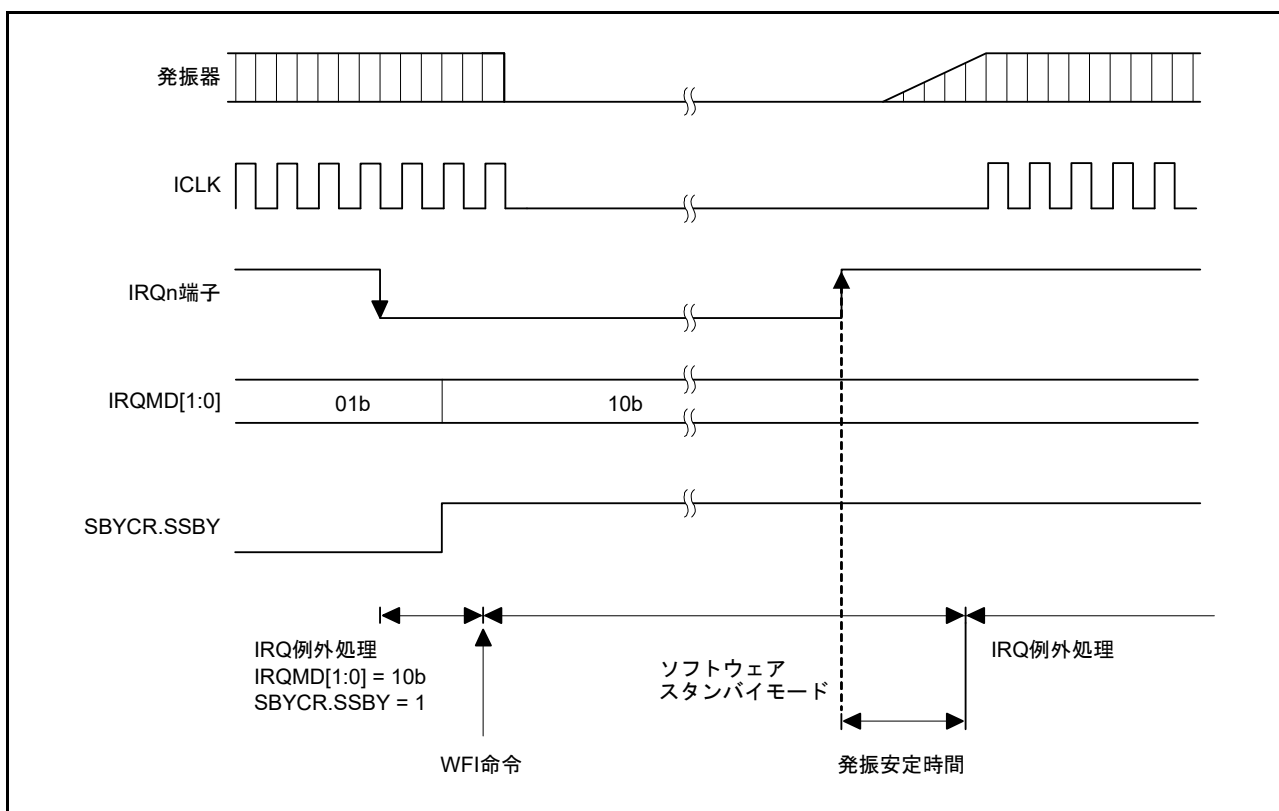 発振器
ICLK
IRQn端子
IRQMD[1:0]
01b
10b
SBYCR.SSBY
IRQ例外処理
IRQMD[1:0] = 10b
SBYCR.SSBY = 1
ソフトウェア
スタンバイモード
IRQ例外処理
WFI命令
発振安定時間